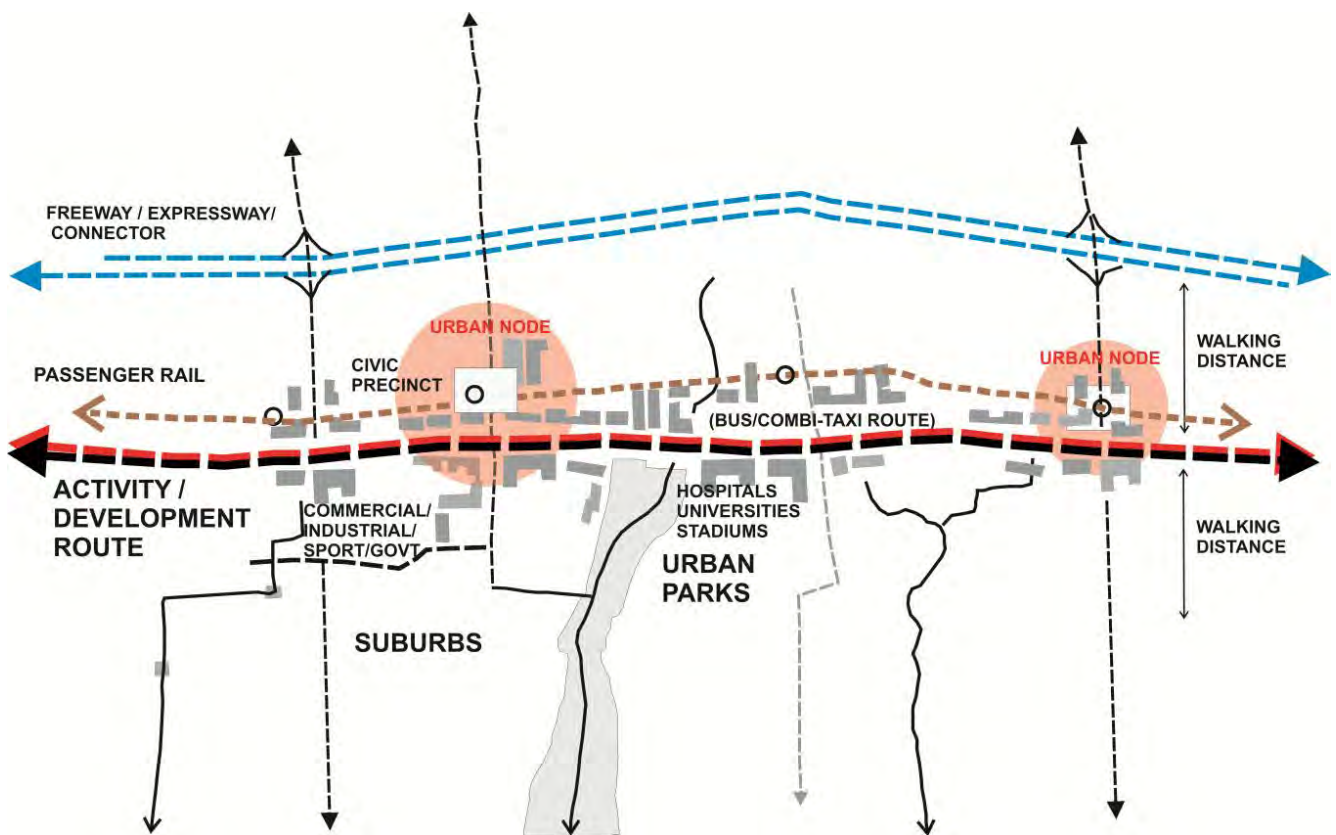 FREEWAY / EXPRESSWAY/
CONNECTOR
URBAN NODE
CIVIC
PRECINCT
PASSENGER RAIL
URBAN NODE
WALKING
DISTANCE
(BUS/COMBI-TAXI ROUTE)
ACTIVITY /
DEVELOPMENT
ROUTE
COMMERCIAL/
INDUSTRIAL/
SPORT/GOVT
HOSPITALS
UNIVERSITIES
STADIUMS
URBAN
PARKS
WALKING
DISTANCE
SUBURBS